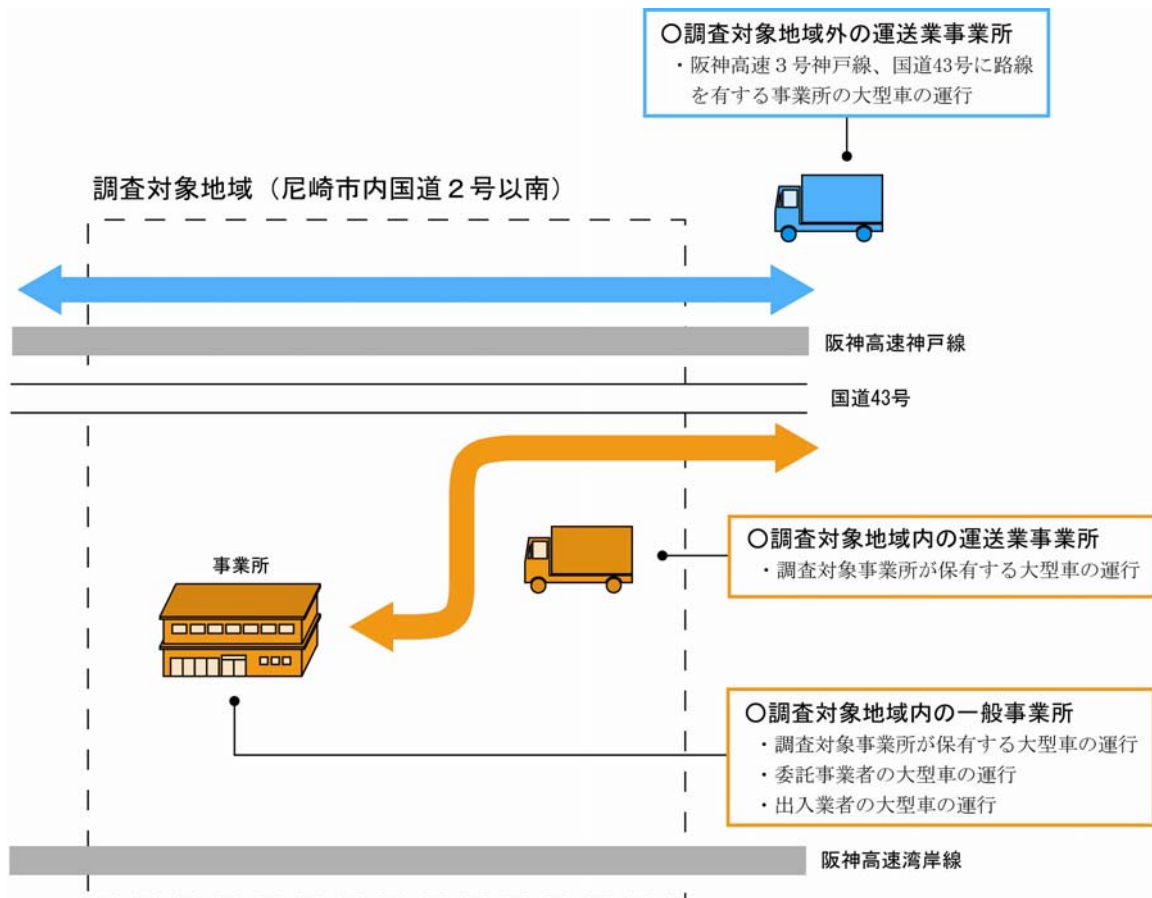 〇調査対象地域外の運送業事業所
・阪神高速３号神戸線、国道43号に路線
を有する事業所の大型車の運行
調査対象地域（尼崎市内国道２号以南）
阪神高速神戸線
国道43号
〇調査対象地域内の運送業事業所
・調査対象事業所が保有する大型車の運行
事業所
〇調査対象地域内の一般事業所
・調査対象事業所が保有する大型車の運行
・委託事業者の大型車の運行
・出入業者の大型車の運行
阪神高速湾岸線